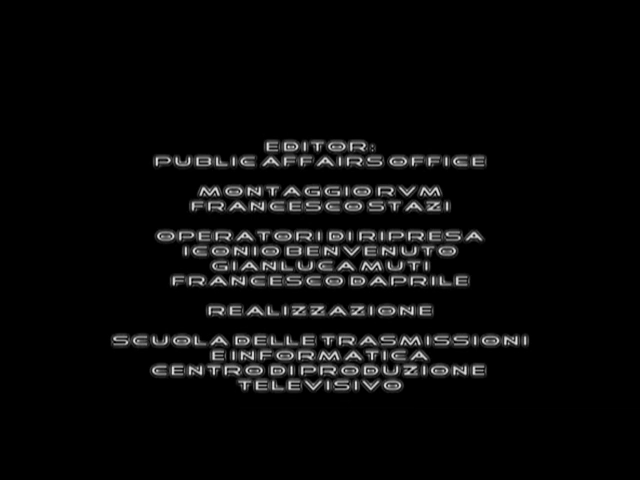 EDITOR:
PUBLIC AFFAIRS OFFICE
MONTAGGIO RVM
FRANCESCO STAZI
OPERATORI DI RIPRESA
ICONIO BENVENUTO
GIANLUCA MUTI
FRANCESCO DAPRILE
REALIZZAZIONE
SCUOLA DELLE TRASMISSIONI
E INFORMATICA
CENTRO DI PRODUZIONE
TELEVISIVO